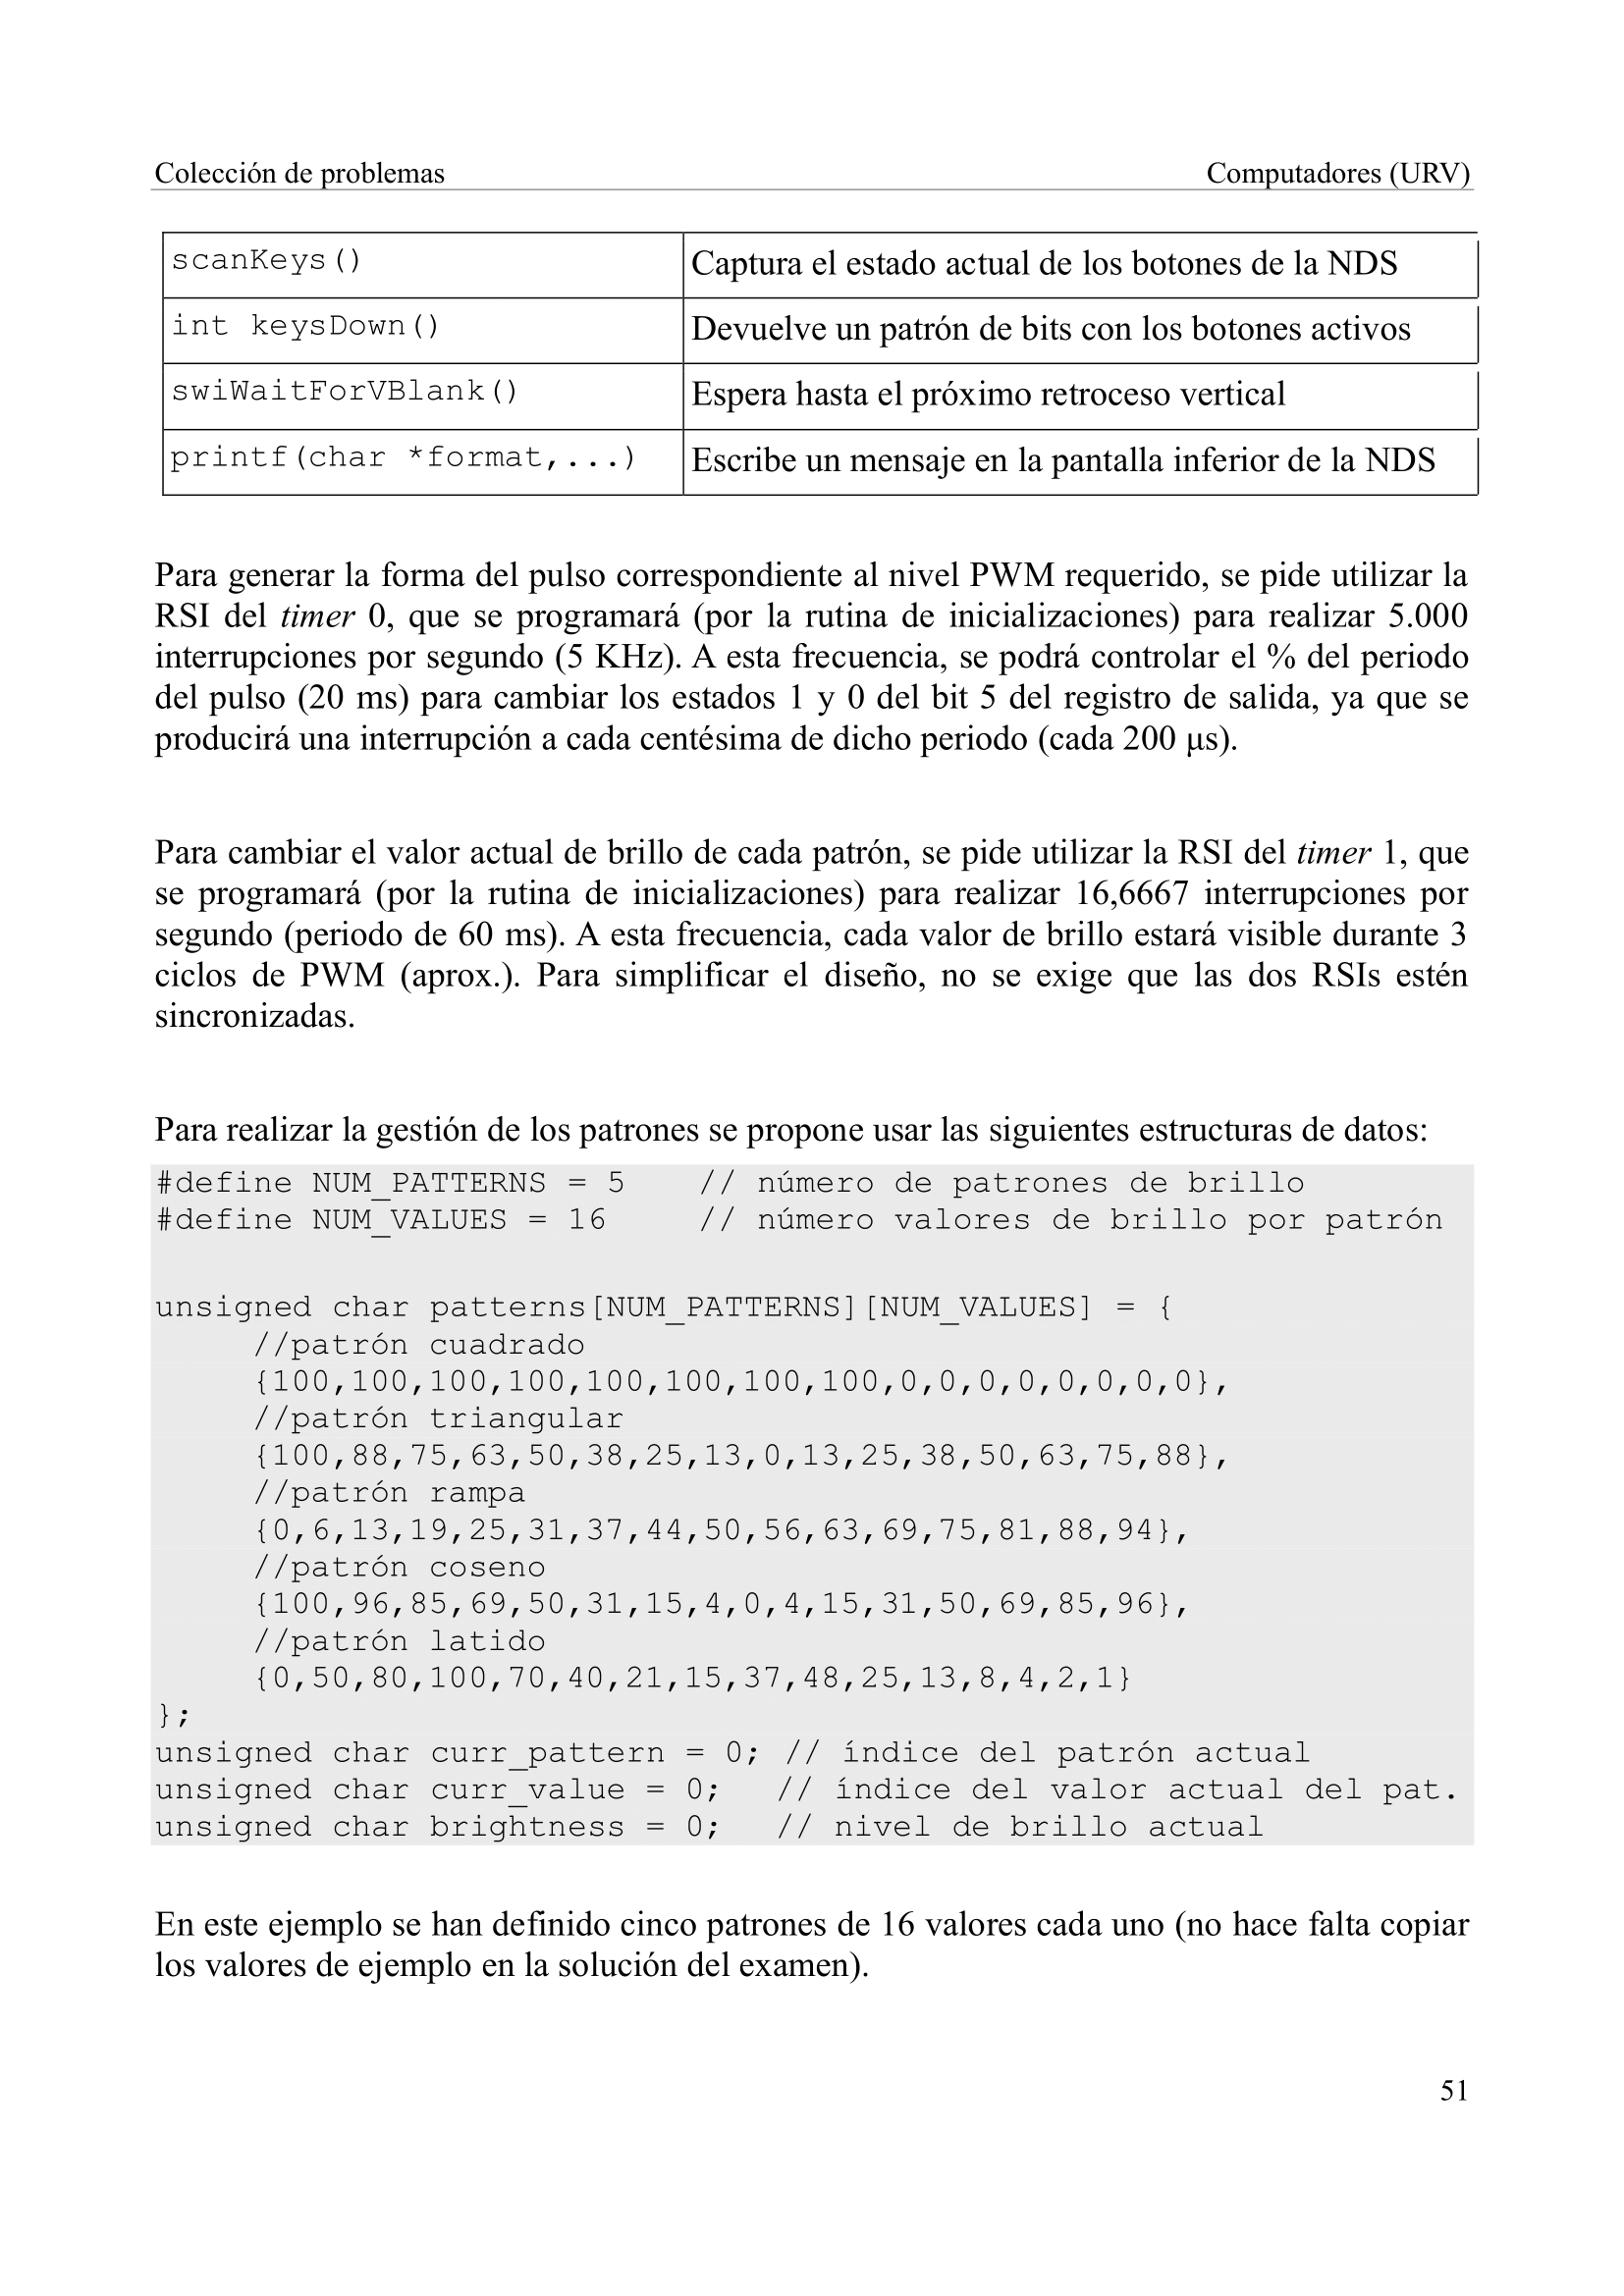 Colección de problemas Computadores (URV)
scanKeys() Captura el estado actual de los botones de la NDS
int keysDown() Devuelve un patrón de bits con los botones activos
swiWaitForVBlank() Espera hasta el próximo retroceso vertical
printf(char *format,...) Escribe un mensaje en la pantalla inferior de la NDS
Para generar la forma del pulso correspondiente al nivel PWM requerido, se pide utilizar la
RSI del timer 0, que se programará (por la rutina de inicializaciones) para realizar 5.000
interrupciones por segundo (5 KHz). A esta frecuencia, se podrá controlar el % del periodo
del pulso (20 ms) para cambiar los estados 1 y 0 del bit 5 del registro de salida, ya que se
producirá una interrupción a cada centésima de dicho periodo (cada 200 μs).
Para cambiar el valor actual de brillo de cada patrón, se pide utilizar la RSI del timer 1, que
se programará (por la rutina de inicializaciones) para realizar 16,6667 interrupciones por
segundo (periodo de 60 ms). A esta frecuencia, cada valor de brillo estará visible durante 3
ciclos de PWM (aprox.). Para simplificar el diseño, no se exige que las dos RSIs estén
sincronizadas.
Para realizar la gestión de los patrones se propone usar las siguientes estructuras de datos:
#define NUM_PATTERNS = 5 // número de patrones de brillo
#define NUM_VALUES = 16 // número valores de brillo por patrón
unsigned char patterns[NUM_PATTERNS][NUM_VALUES] = {
//patrón cuadrado
{100,100,100,100,100,100,100,100,0,0,0,0,0,0,0,0},
//patrón triangular
{100,88,75,63,50,38,25,13,0,13,25,38,50,63,75,88},
//patrón rampa
{0,6,13,19,25,31,37,44,50,56,63,69,75,81,88,94},
//patrón coseno
{100,96,85,69,50,31,15,4,0,4,15,31,50,69,85,96},
//patrón latido
{0,50,80,100,70,40,21,15,37,48,25,13,8,4,2,1}
};
unsigned char curr_pattern = 0; // índice del patrón actual
unsigned char curr_value = 0; // índice del valor actual del pat.
unsigned char brightness = 0; // nivel de brillo actual
En este ejemplo se han definido cinco patrones de 16 valores cada uno (no hace falta copiar
los valores de ejemplo en la solución del examen).
51